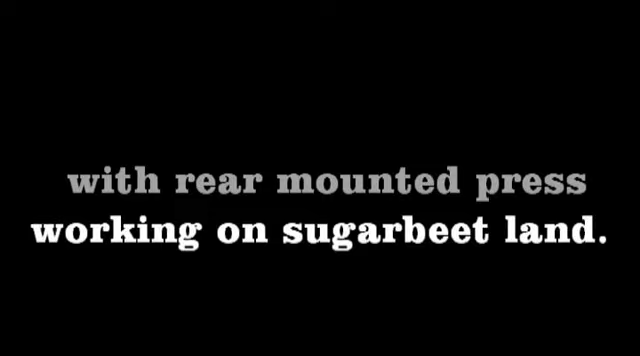 with rear mounted press
working on sugarbeet land.